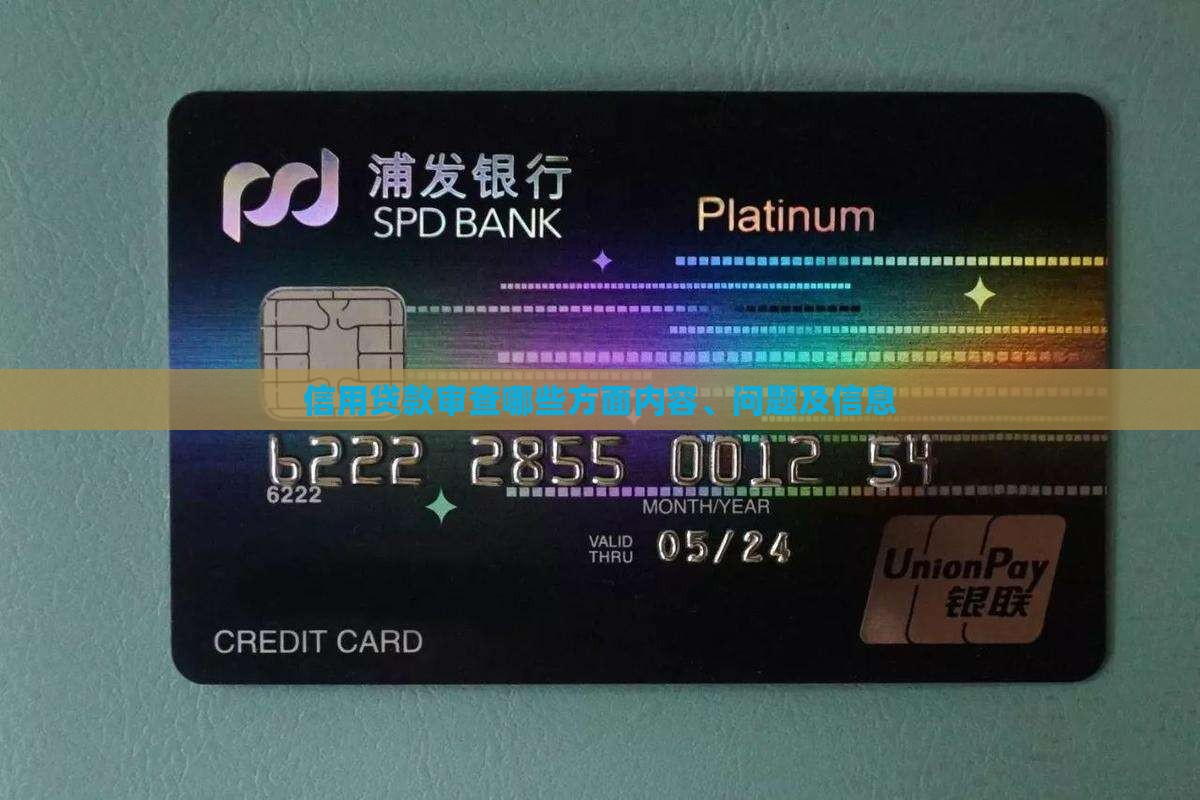 浦发银行
SPD BANK
Platinum
信用贷款审查哪些方面内容、问题及信息
6222 2855 0012 54
6222
MONTH/YEAR
VALID
THRU
05/24
UnionPay
银联
CREDIT CARD